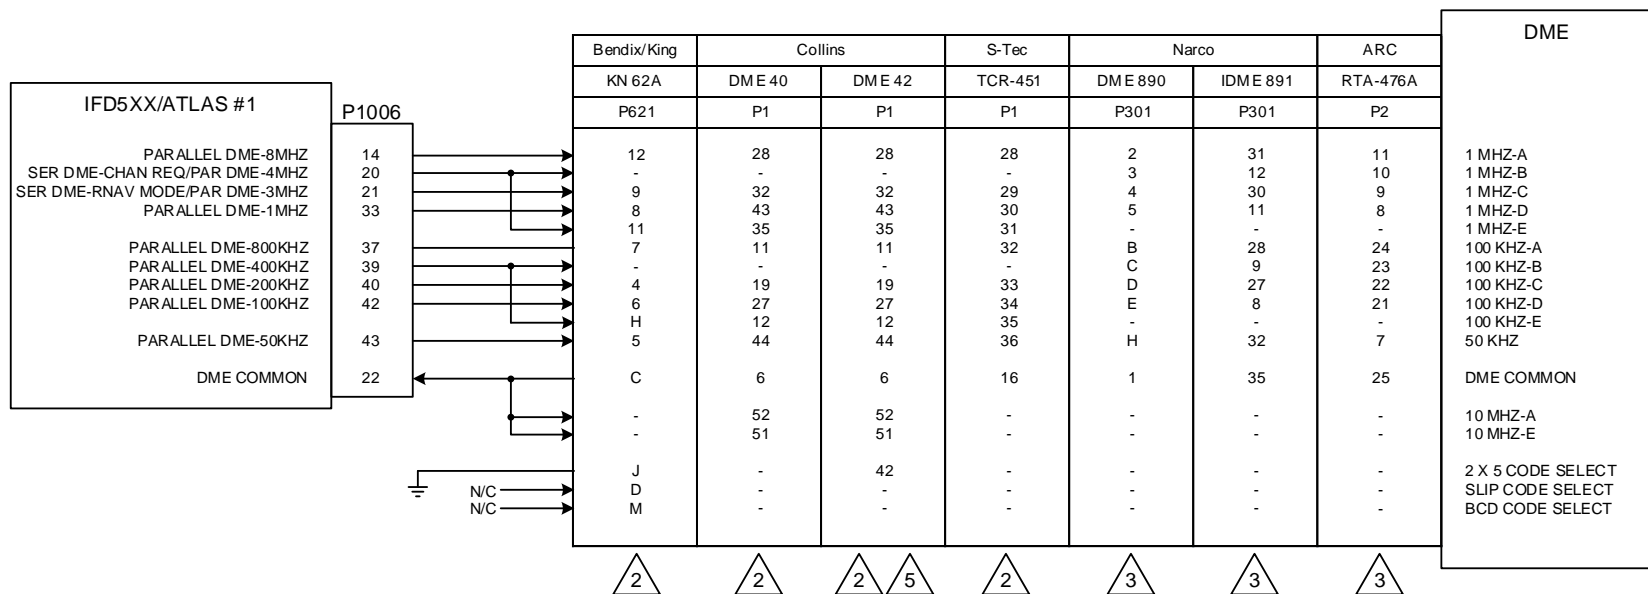 DME
Bendix/King Collins S-Tec Narco ARC
KN 62A DME 40 DME 42 TCR-451 DME 890 IDME 891 RTA-476A
IFD5XX/ATLAS #1 P1006 P621 P1 P1 P1 P301 P301 P2
PARALLEL DME-8MHZ 14 12 28 28 28 2 31 11 1 MHZ-A
SER DME-CHAN REQ/PAR DME-4MHZ 20 - - - - 3 12 10 1 MHZ-B
SER DME-RNAV MODE/PAR DME-3MHZ 21 9 32 32 29 4 30 9 1 MHZ-C
PARALLEL DME-1MHZ 33 8 43 43 30 5 11 8 1 MHZ-D
11 35 35 31 - - - 1 MHZ-E
PARALLEL DME-800KHZ 37 7 11 11 32 B 28 24 100 KHZ-A
PARALLEL DME-400KHZ 39 - - - - C 9 23 100 KHZ-B
PARALLEL DME-200KHZ 40 4 19 19 33 D 27 22 100 KHZ-C
PARALLEL DME-100KHZ 42 6 27 27 34 E 8 21 100 KHZ-D
H 12 12 35 - - - 100 KHZ-E
PARALLEL DME-50KHZ 43 5 44 44 36 H 32 7 50 KHZ
DME COMMON 22 C 6 6 16 1 35 25 DME COMMON
- 52 52 - - - - 10 MHZ-A
- 51 51 - - - - 10 MHZ-E
J - 42 - - - - 2 X 5 CODE SELECT
N/C D - - - - - - SLIP CODE SELECT
N/C M - - - - - - BCD CODE SELECT
2 2 2 5 2 3 3 3